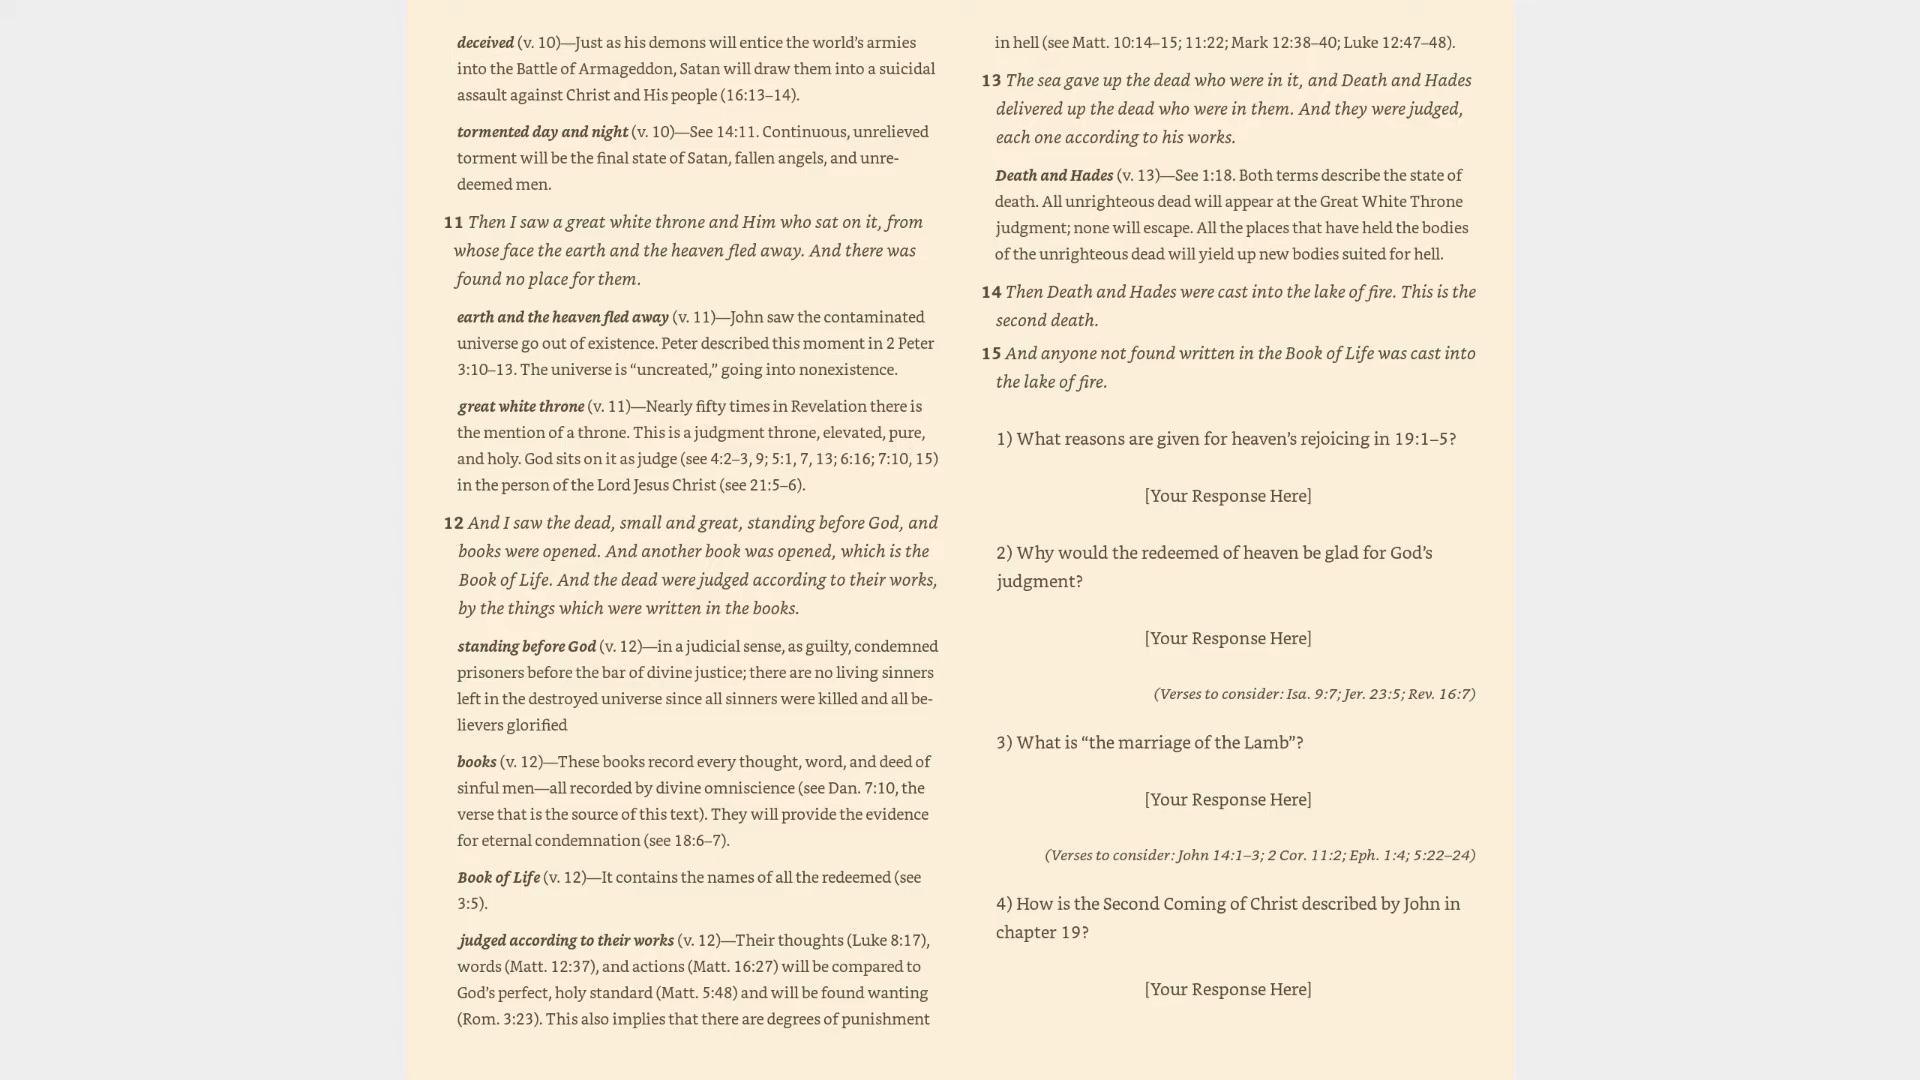 deceived (v. 10)—Just as his demons will entice the world’s armies
into the Battle of Armageddon, Satan will draw them into a suicidal
assault against Christ and His people (16:13–14).
tormented day and night (v. 10)—See 14:11. Continuous, unrelieved
torment will be the final state of Satan, fallen angels, and unre-
deemed men.
11 Then I saw a great white throne and Him who sat on it, from
whose face the earth and the heaven fled away. And there was
found no place for them.
earth and the heaven fled away (v. 11)—John saw the contaminated
universe go out of existence. Peter described this moment in 2 Peter
3:10–13. The universe is “uncreated,” going into nonexistence.
great white throne (v. 11)—Nearly fifty times in Revelation there is
the mention of a throne. This is a judgment throne, elevated, pure,
and holy. God sits on it as judge (see 4:2–3, 9; 5:1, 7, 13; 6:16; 7:10, 15)
in the person of the Lord Jesus Christ (see 21:5–6).
12 And I saw the dead, small and great, standing before God, and
books were opened. And another book was opened, which is the
Book of Life. And the dead were judged according to their works,
by the things which were written in the books.
standing before God (v. 12)—in a judicial sense, as guilty, condemned
prisoners before the bar of divine justice; there are no living sinners
left in the destroyed universe since all sinners were killed and all be-
lievers glorified
books (v. 12)—These books record every thought, word, and deed of
sinful men—all recorded by divine omniscience (see Dan. 7:10, the
verse that is the source of this text). They will provide the evidence
for eternal condemnation (see 18:6–7).
Book of Life (v. 12)—It contains the names of all the redeemed (see
3:5).
judged according to their works (v. 12)—Their thoughts (Luke 8:17),
words (Matt. 12:37), and actions (Matt. 16:27) will be compared to
God’s perfect, holy standard (Matt. 5:48) and will be found wanting
(Rom. 3:23). This also implies that there are degrees of punishment
in hell (see Matt. 10:14–15; 11:22; Mark 12:38–40; Luke 12:47–48).
13 The sea gave up the dead who were in it, and Death and Hades
delivered up the dead who were in them. And they were judged,
each one according to his works.
Death and Hades (v. 13)—See 1:18. Both terms describe the state of
death. All unrighteous dead will appear at the Great White Throne
judgment; none will escape. All the places that have held the bodies
of the unrighteous dead will yield up new bodies suited for hell.
14 Then Death and Hades were cast into the lake of fire. This is the
second death.
15 And anyone not found written in the Book of Life was cast into
the lake of fire.
1) What reasons are given for heaven’s rejoicing in 19:1–5?
[Your Response Here]
2) Why would the redeemed of heaven be glad for God’s
judgment?
[Your Response Here]
(Verses to consider: Isa. 9:7; Jer. 23:5; Rev. 16:7)
3) What is “the marriage of the Lamb”?
[Your Response Here]
(Verses to consider: John 14:1–3; 2 Cor. 11:2; Eph. 1:4; 5:22–24)
4) How is the Second Coming of Christ described by John in
chapter 19?
[Your Response Here]